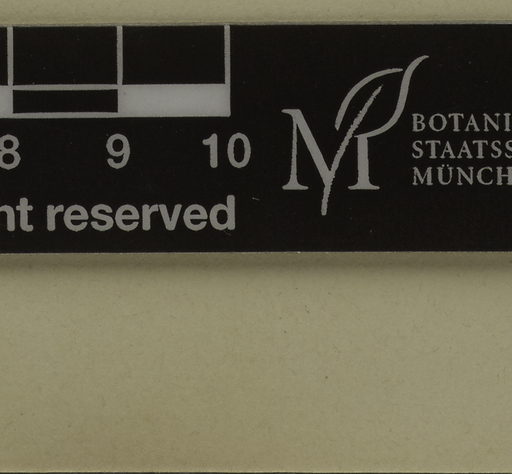 8 9 10
nt reserved
BOTANI
STAATSS
MÜNCH